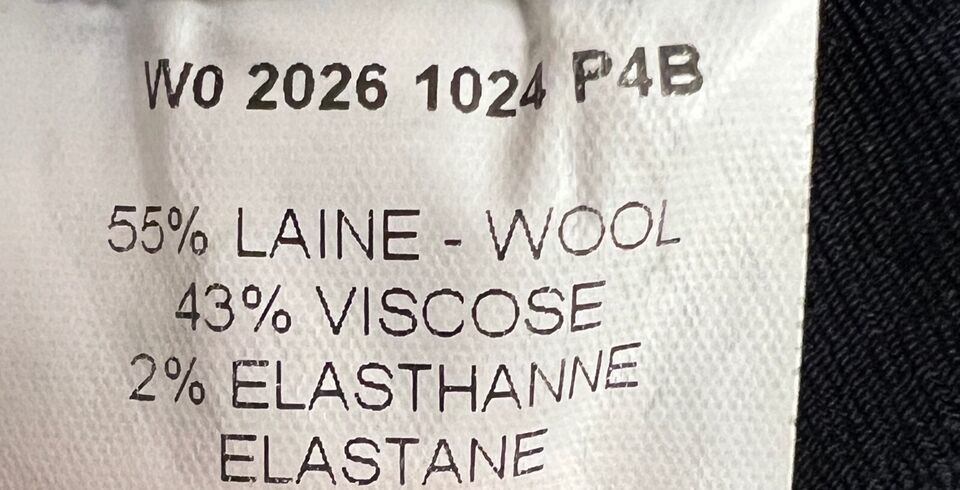 W0 2026 1024 P4B
55% LAINE - WOOL
43% VISCOSE
2% ELASTHANNE
ELASTANE